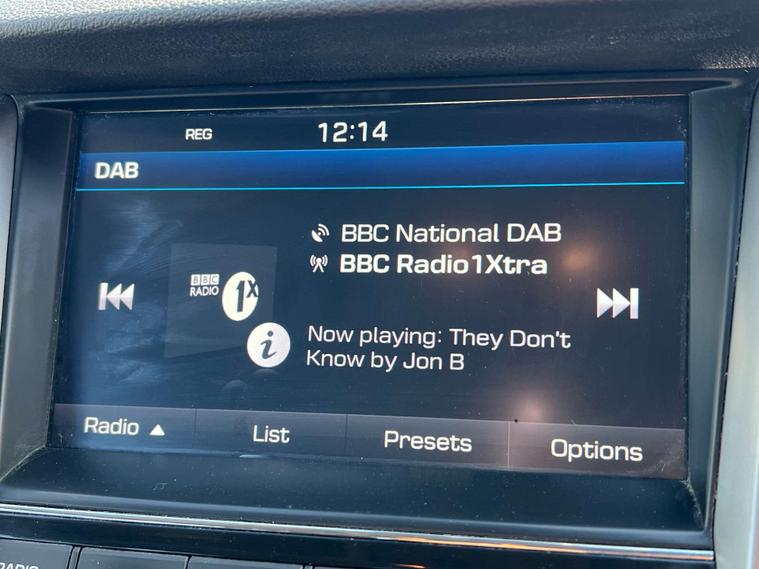 REG 12:14
DAB
BBC National DAB
BBC Radio1Xtra
BBC
RADIO
1X
i
Now playing: They Don't
Know by Jon B
Radio ▲ List Presets Options